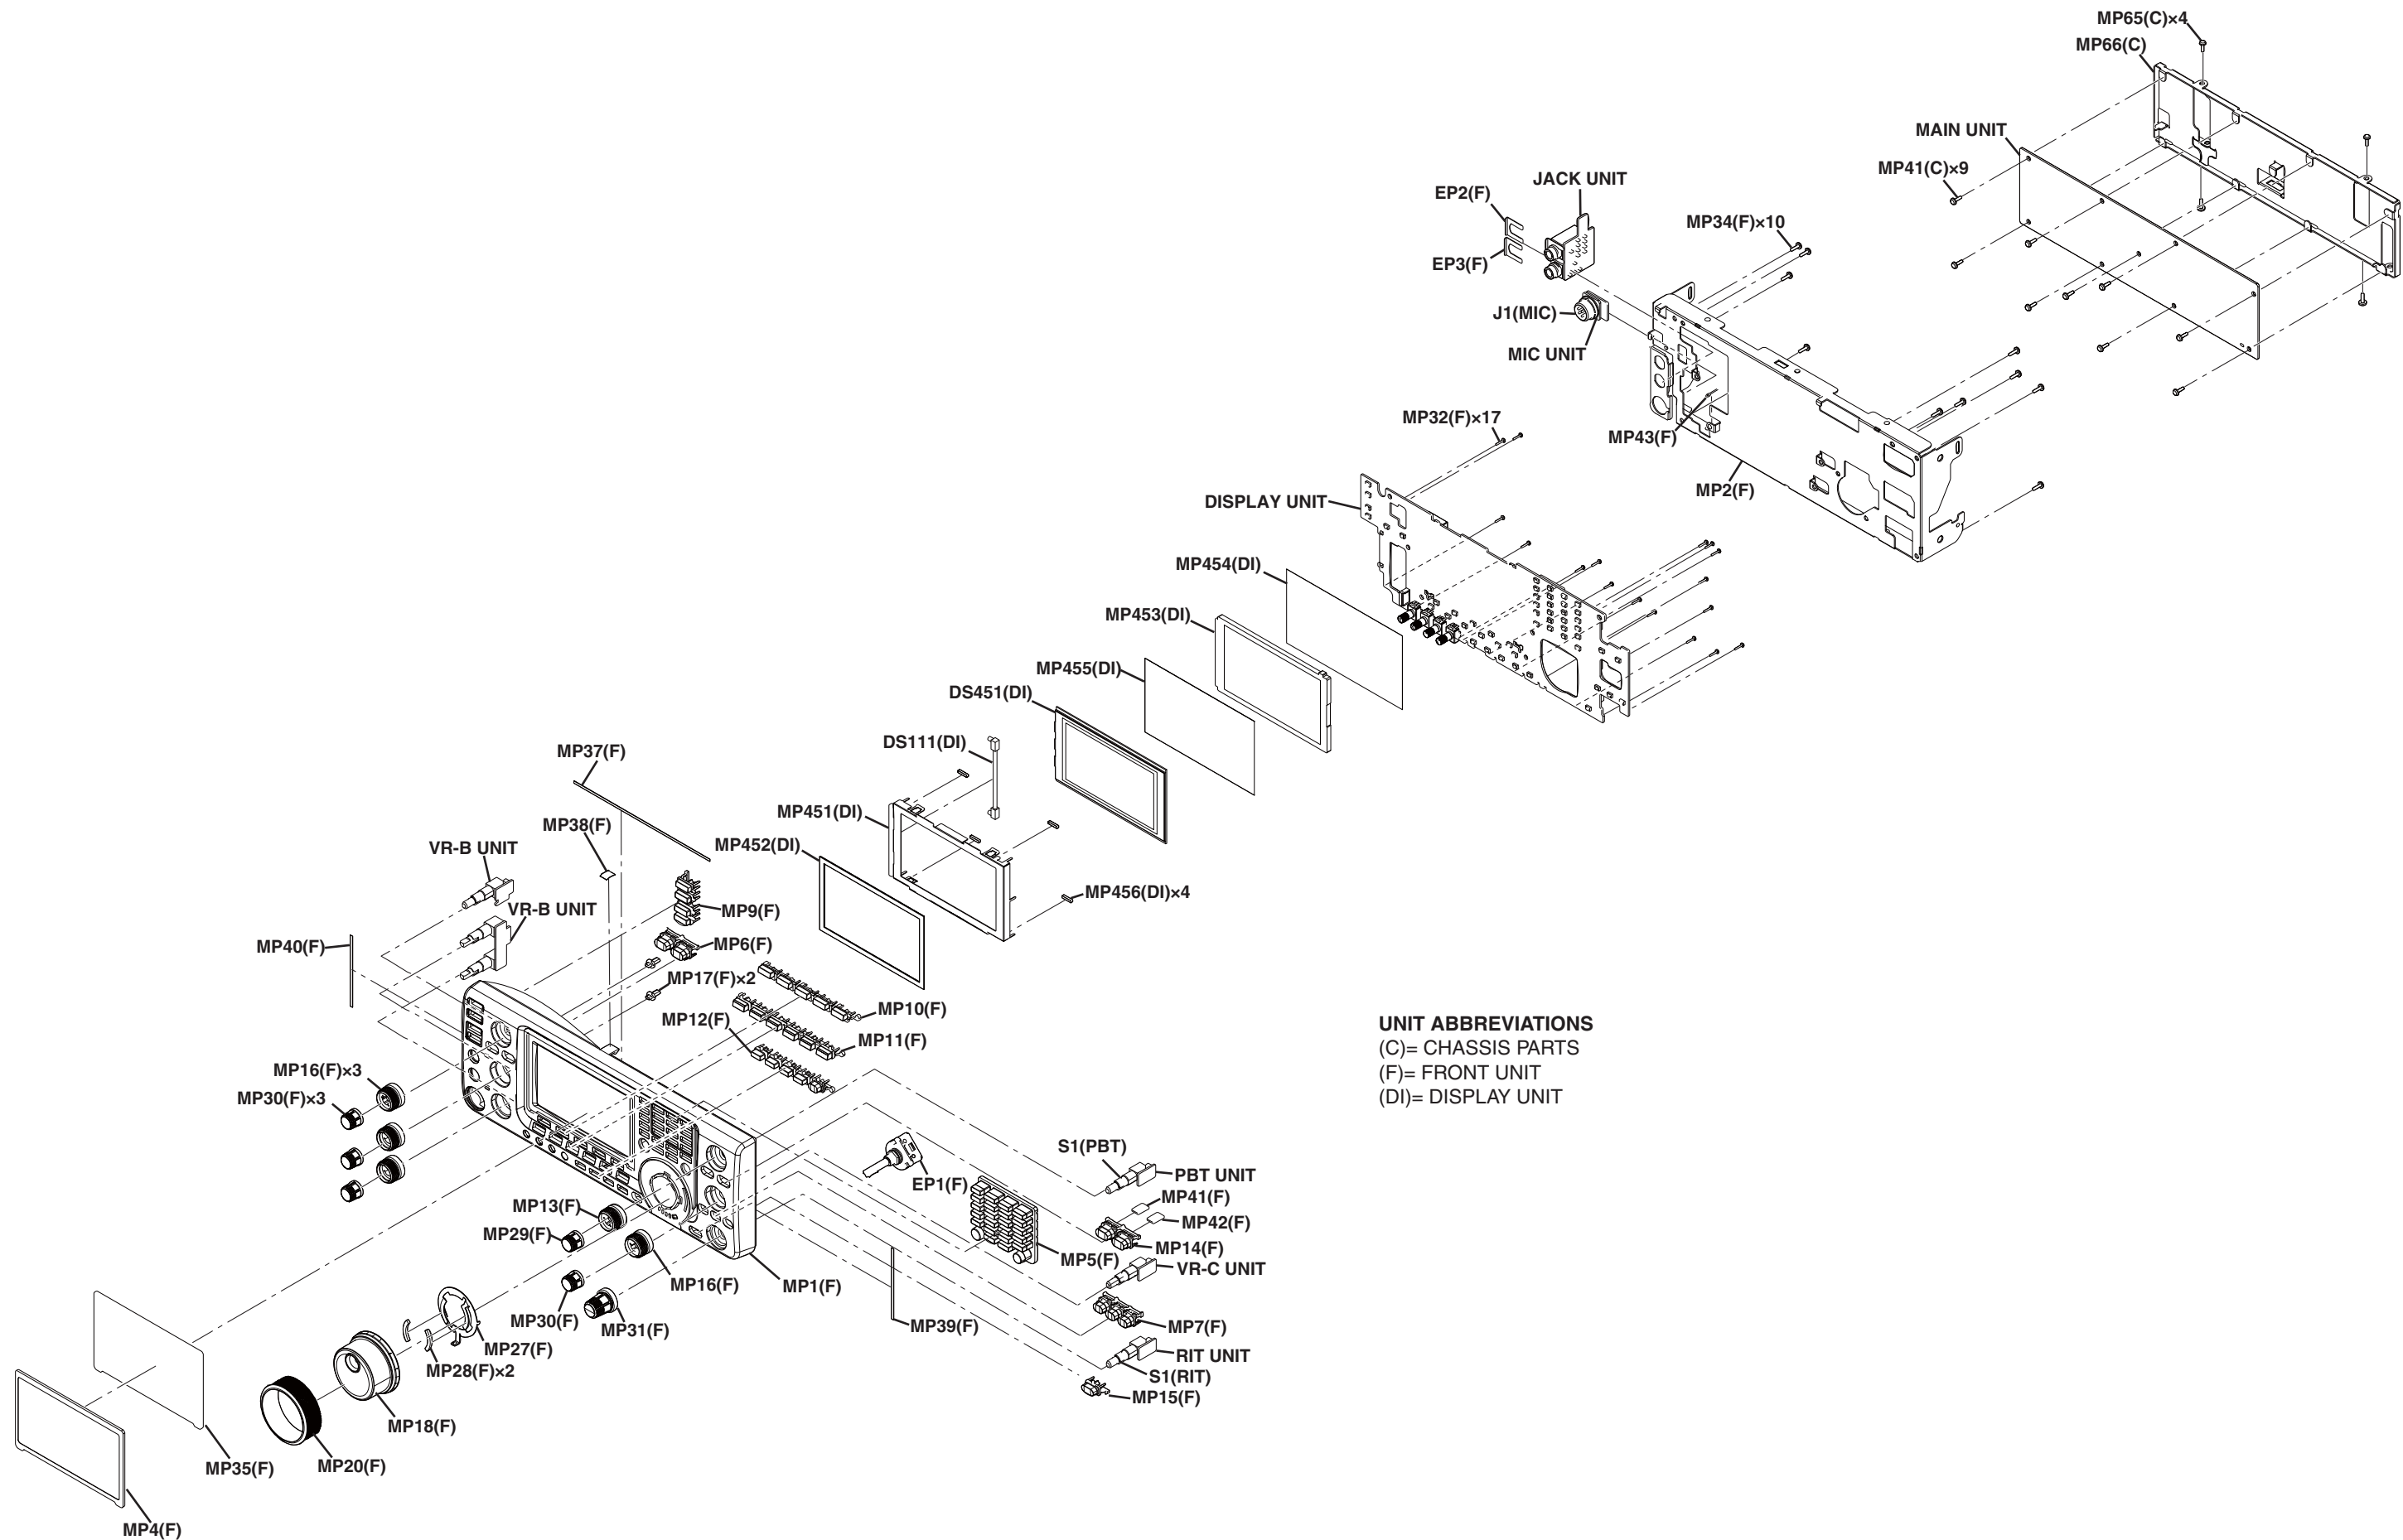 MP65(C)×4
MP66(C)
MAIN UNIT
MP41(C)×9
JACK UNIT
EP2(F)
MP34(F)×10
EP3(F)
J1(MIC)
MIC UNIT
MP32(F)×17
MP43(F)
MP2(F)
DISPLAY UNIT
MP454(DI)
MP453(DI)
MP455(DI)
DS451(DI)
DS111(DI)
MP37(F)
MP451(DI)
MP38(F)
MP452(DI)
VR-B UNIT
MP456(DI)×4
VR-B UNIT
MP9(F)
MP40(F)
MP6(F)
MP17(F)×2
MP10(F)
MP12(F)
MP11(F)
UNIT ABBREVIATIONS
(C)= CHASSIS PARTS
(F)= FRONT UNIT
(DI)= DISPLAY UNIT
MP16(F)×3
MP30(F)×3
S1(PBT)
PBT UNIT
EP1(F)
MP41(F)
MP13(F)
MP42(F)
MP29(F)
MP14(F)
MP5(F)
VR-C UNIT
MP16(F)
MP1(F)
MP30(F)
MP31(F)
MP39(F)
MP7(F)
MP27(F)
RIT UNIT
MP28(F)×2
S1(RIT)
MP15(F)
MP18(F)
MP35(F)
MP20(F)
MP4(F)